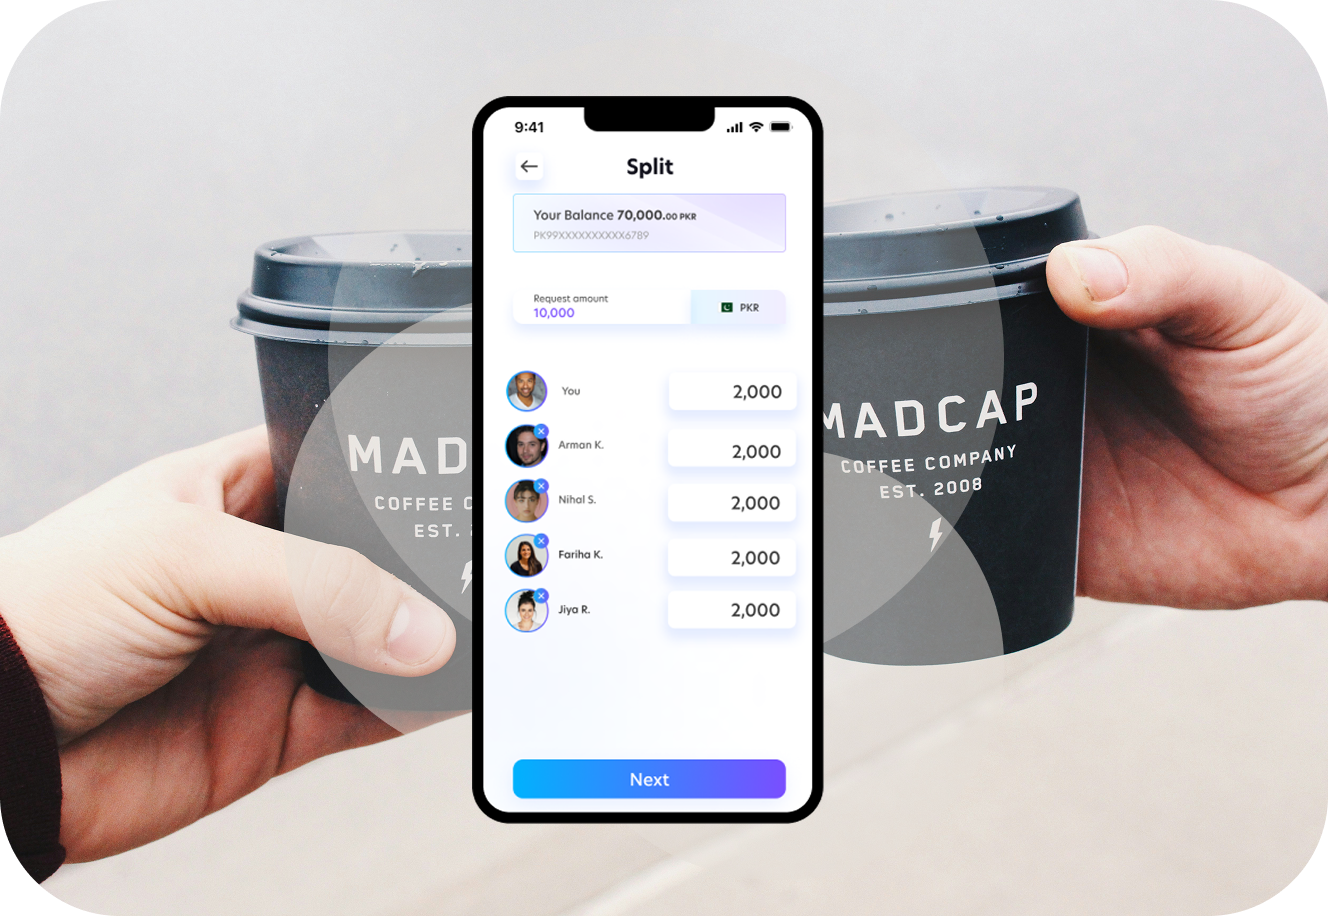 9:41
Split
Your Balance 70,000.00 PKR
PK99XXXXXXXXXX6789
Request amount
10,000
PKR
You
2,000
Arman K.
2,000
Nihal S.
2,000
Fariha K.
2,000
Jiya R.
2,000
Next
MAD
COFFEE C
EST.
MADCAP
COFFEE COMPANY
EST. 2008